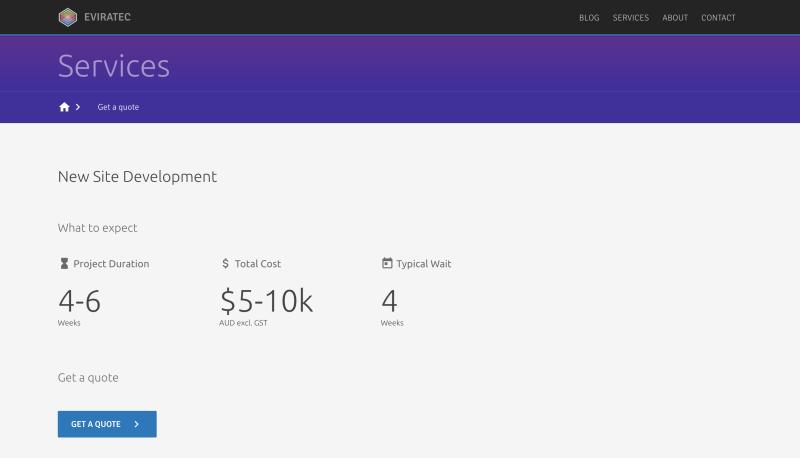 EVIRATEC
BLOG SERVICES ABOUT CONTACT
Services
Get a quote
New Site Development
What to expect
Project Duration
4-6
Weeks
Total Cost
$5-10k
AUD excl. GST
Typical Wait
4
Weeks
Get a quote
GET A QUOTE